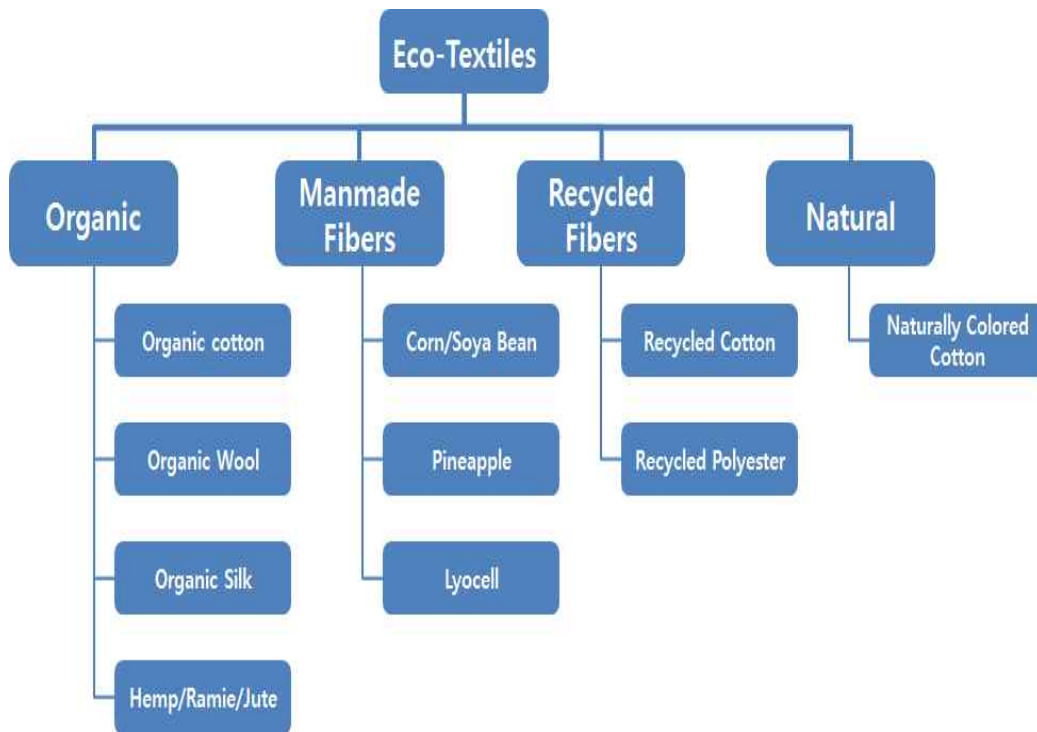 Eco-Textiles
Organic
Manmade
Fibers
Recycled
Fibers
Natural
Organic cotton
Corn/Soya Bean
Recycled Cotton
Naturally Colored
Cotton
Organic Wool
Pineapple
Recycled Polyester
Organic Silk
Lyocell
Hemp/Ramie/Jute